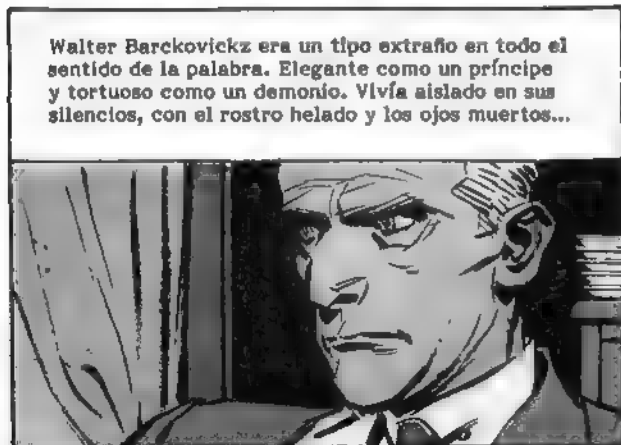 Walter Barckovickz era un tipo extraño en todo el
sentido de la palabra. Elegante como un príncipe
y tortuoso como un demonio. Vivía aislado en sus
silencios, con el rostro helado y los ojos muertos...